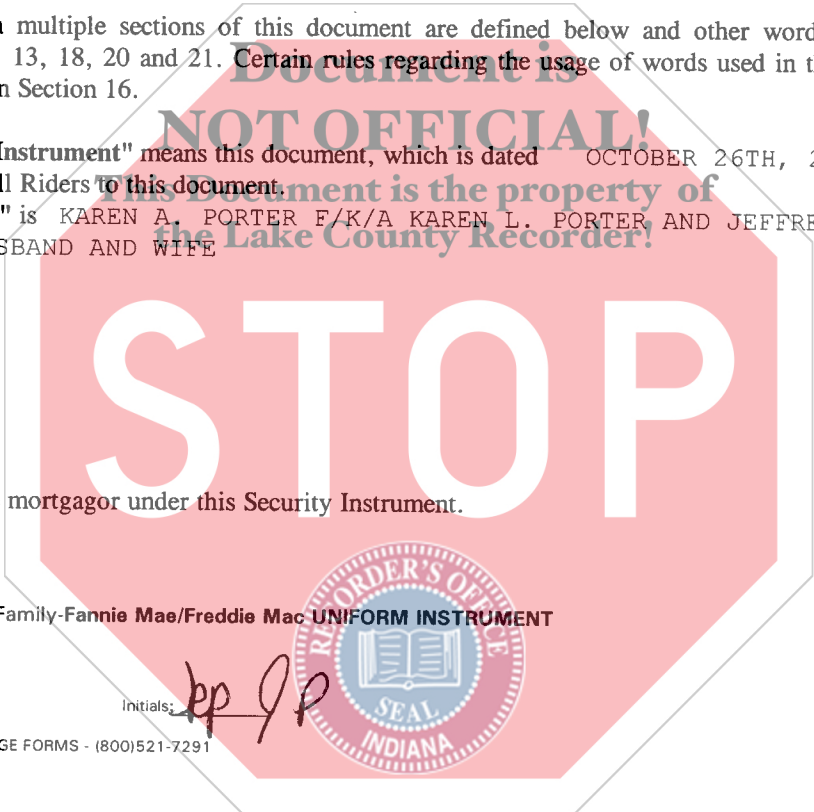 multiple sections of this document are defined below and other word
13, 18, 20 and 21. Certain rules regarding the usage of words used in t
n Section 16.
Document is
NOT OFFICIAL!
This Document is the property of
the Lake County Recorder!
Instrument" means this document, which is dated OCTOBER 26TH, 2
ll Riders to this document.
" is KAREN A. PORTER F/K/A KAREN L. PORTER AND JEFFRE
SBAND AND WIFE
STOP
mortgagor under this Security Instrument.
Family-Fannie Mae/Freddie Mac UNIFORM INSTRUMENT
RECORDER'S OFFICE
SEAL
INDIANA
Initials: kp JP
GE FORMS - (800)521-7291